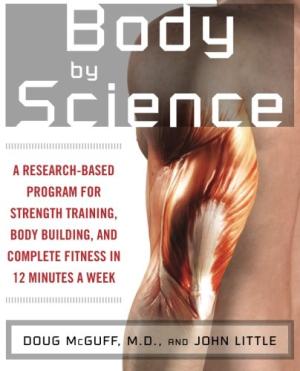 Body
by
Science
A RESEARCH-BASED
PROGRAM FOR
STRENGTH TRAINING,
BODY BUILDING, AND
COMPLETE FITNESS IN
12 MINUTES A WEEK
DOUG McGUFF, M.D., AND JOHN LITTLE